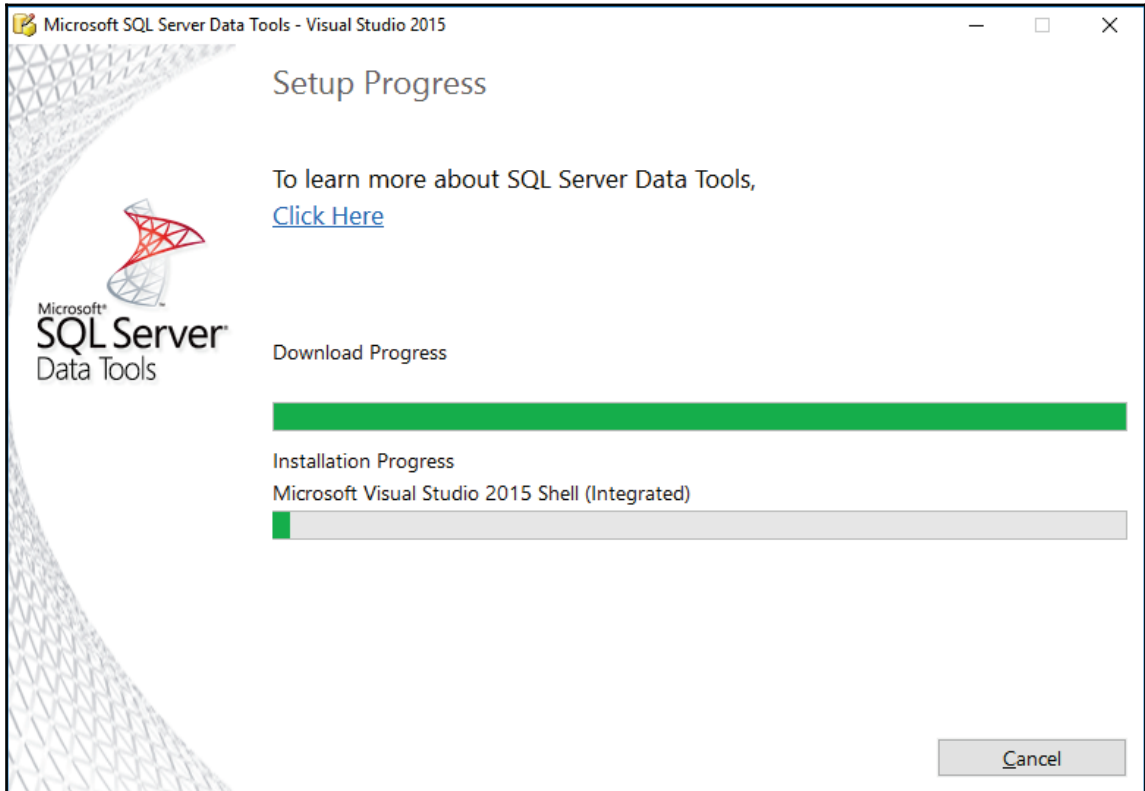 Microsoft SQL Server Data Tools - Visual Studio 2015
Setup Progress
To learn more about SQL Server Data Tools,
Click Here
Microsoft®
SQL Server®
Data Tools
Download Progress
Installation Progress
Microsoft Visual Studio 2015 Shell (Integrated)
Cancel